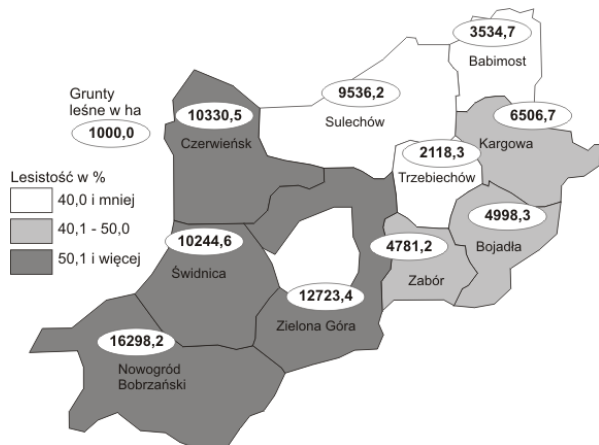 3534,7
Babimost
Grunty
leśne w ha
1000,0
9536,2
Sulechów
10330,5
Czerwieńsk
6506,7
Kargowa
2118,3
Trzebiechów
Lesistość w %
40,0 i mniej
40,1 - 50,0
50,1 i więcej
4998,3
Bojadła
10244,6
Świdnica
4781,2
Zabór
12723,4
Zielona Góra
16298,2
Nowogród
Bobrzański